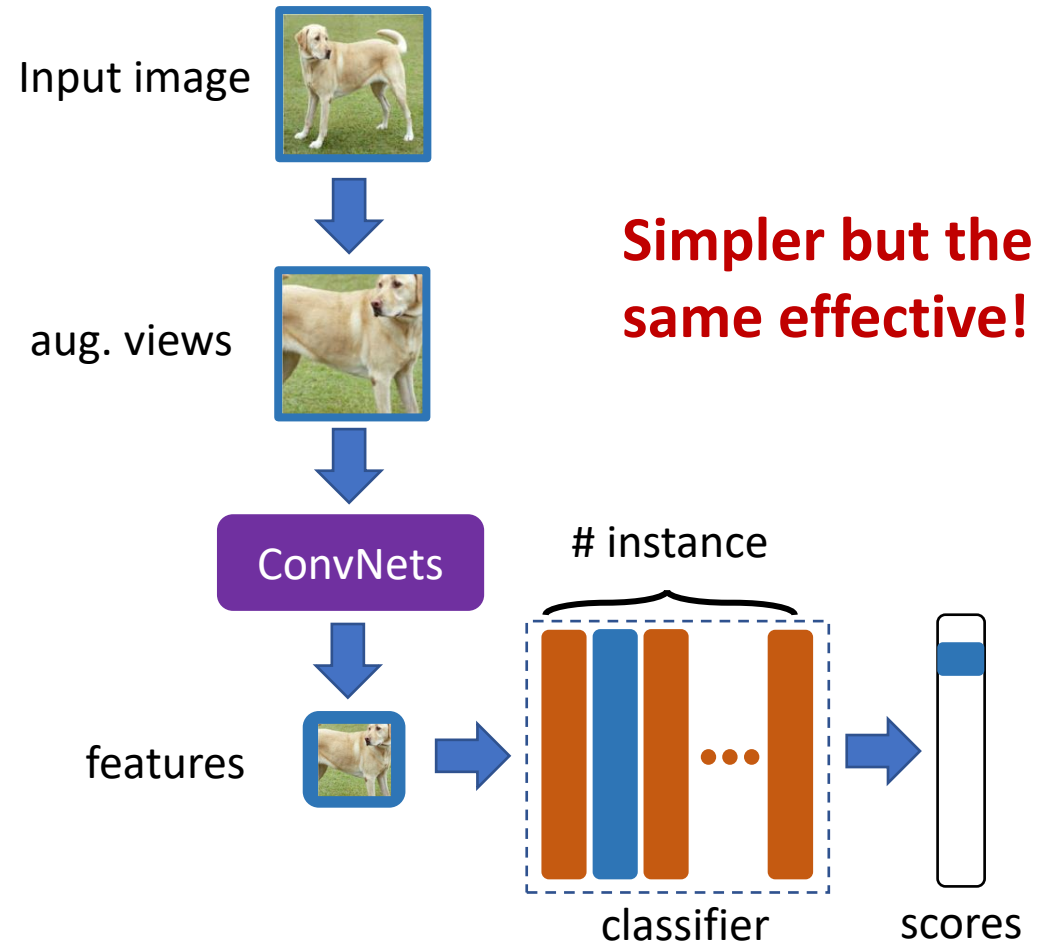 Input image
Simpler but the
same effective!
aug. views
ConvNets
# instance
features
classifier
scores